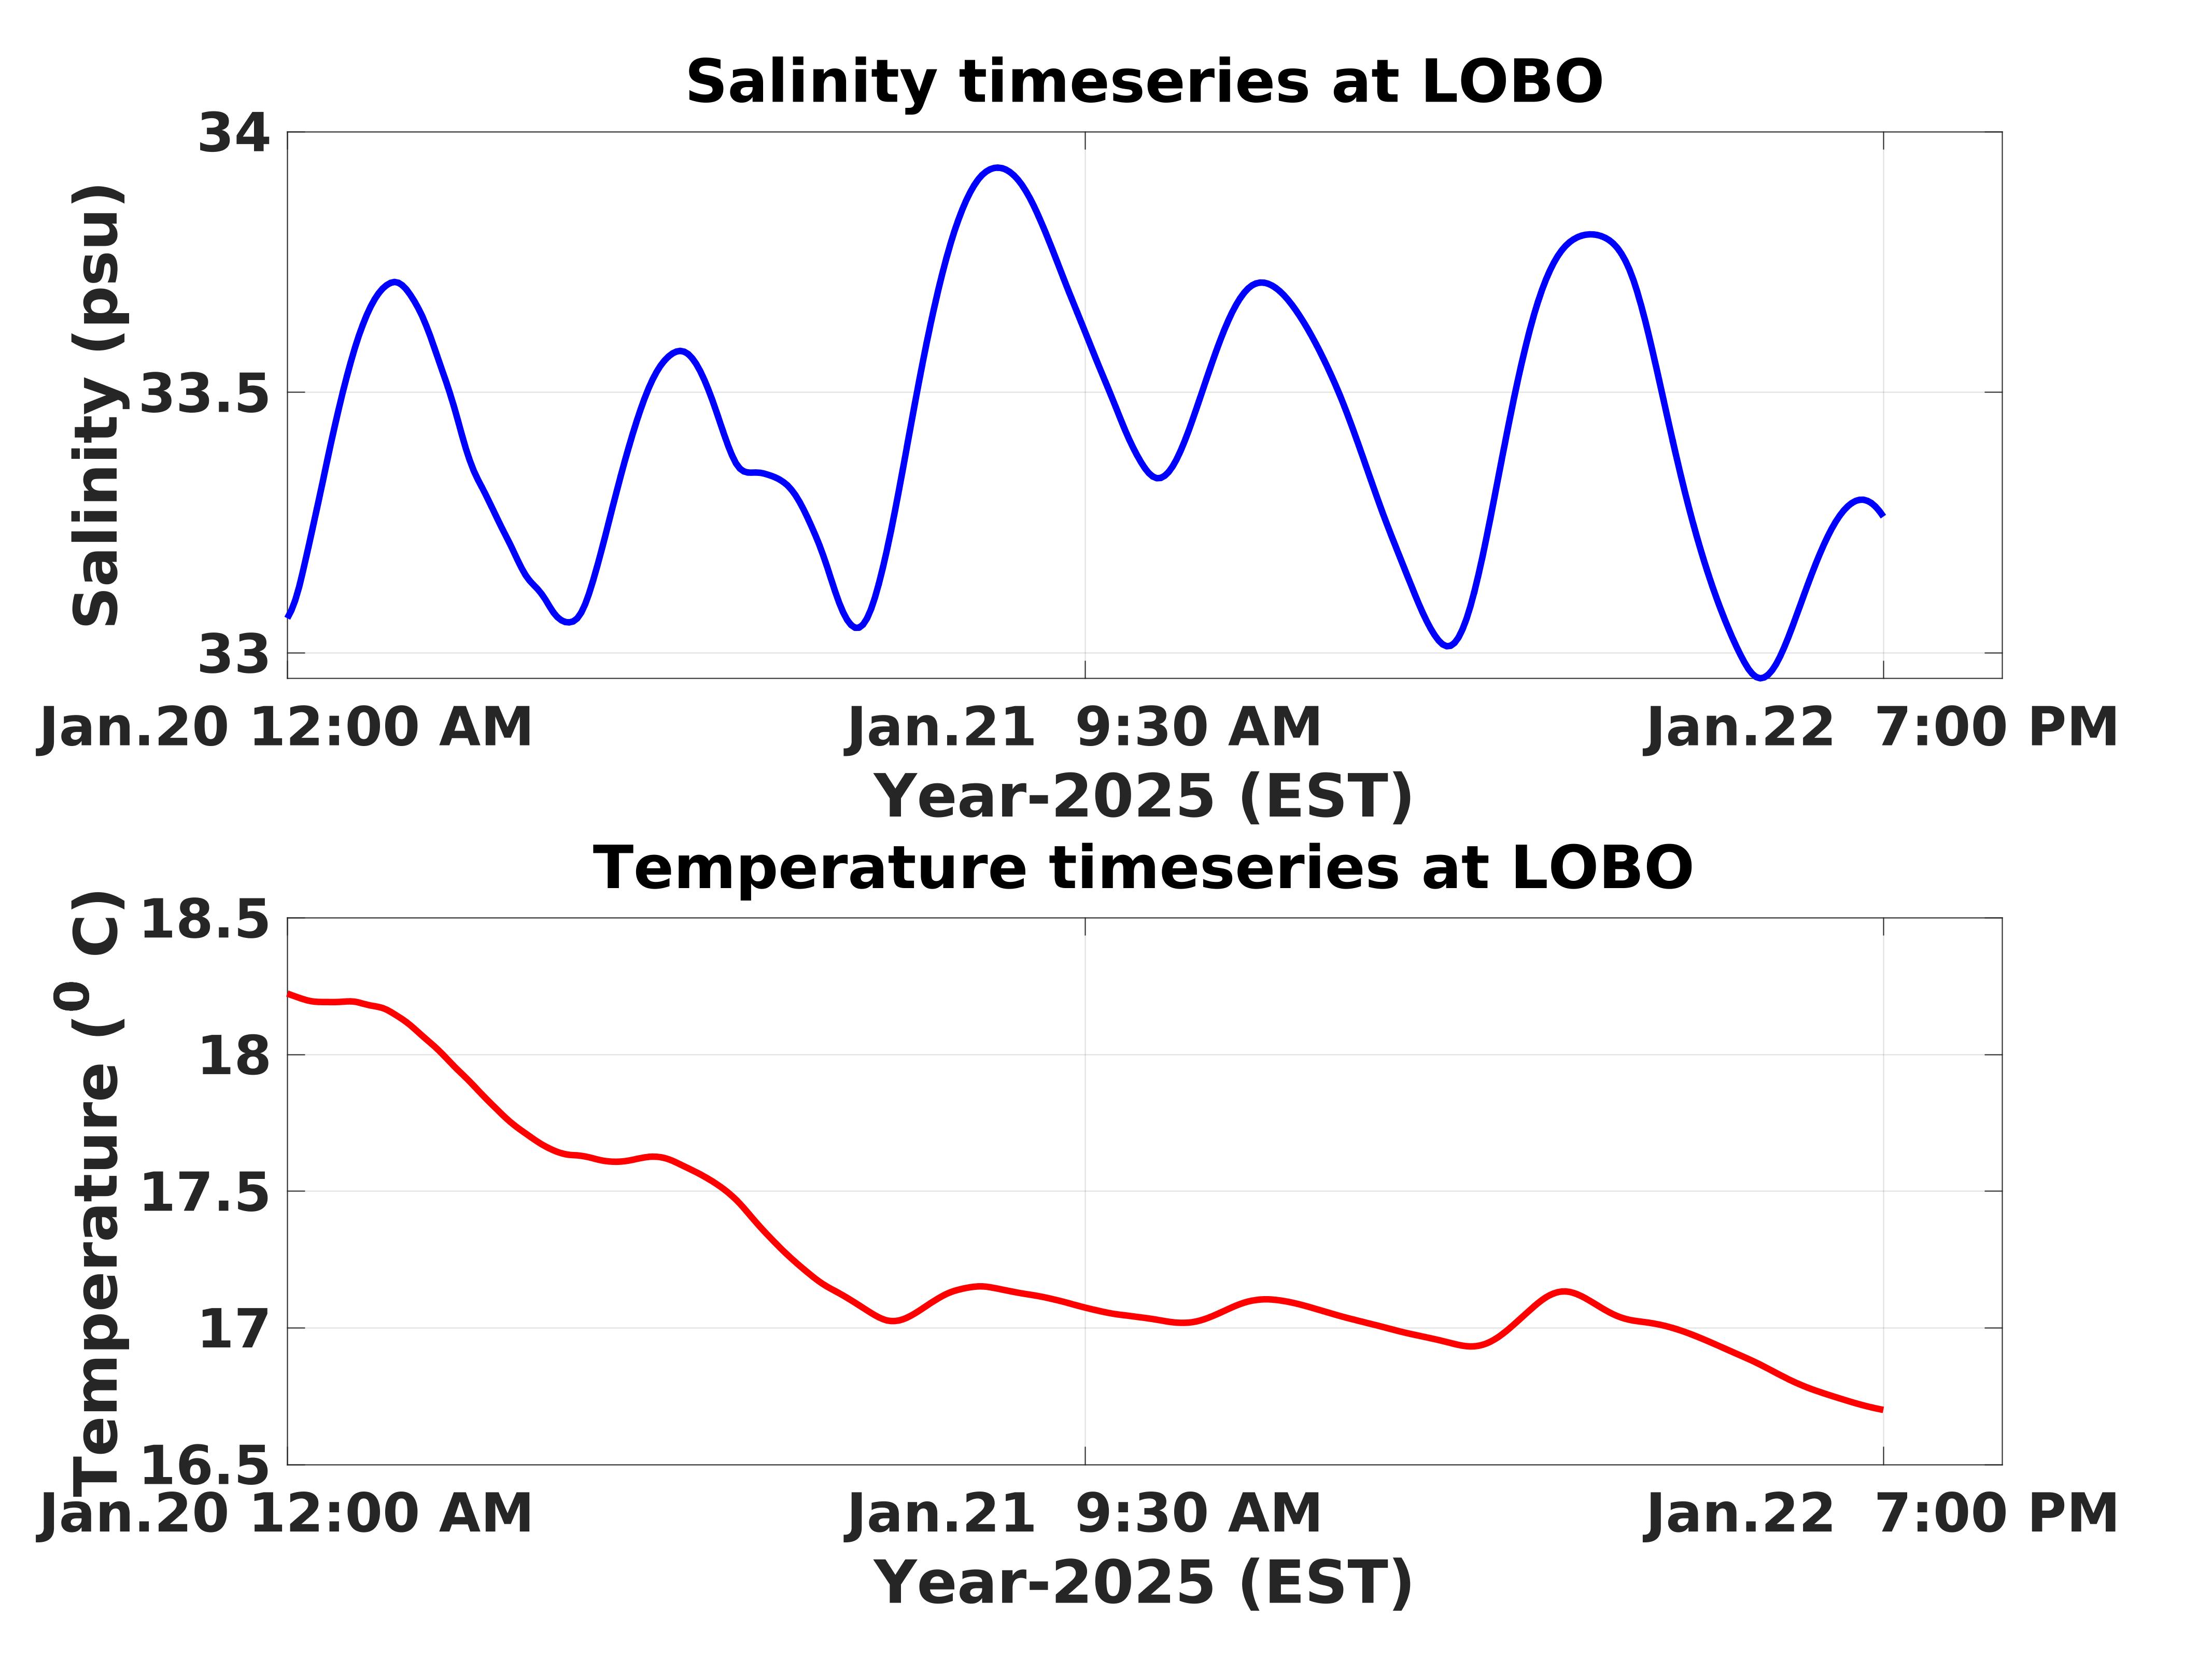 Salinity timeseries at LOBO
Salinity (psu)
34
33.5
33
Jan.20 12:00 AM Jan.21 9:30 AM Jan.22 7:00 PM
Year-2025 (EST)
Temperature timeseries at LOBO
Temperature (⁰ C)
18.5
18
17.5
17
16.5
Jan.20 12:00 AM Jan.21 9:30 AM Jan.22 7:00 PM
Year-2025 (EST)